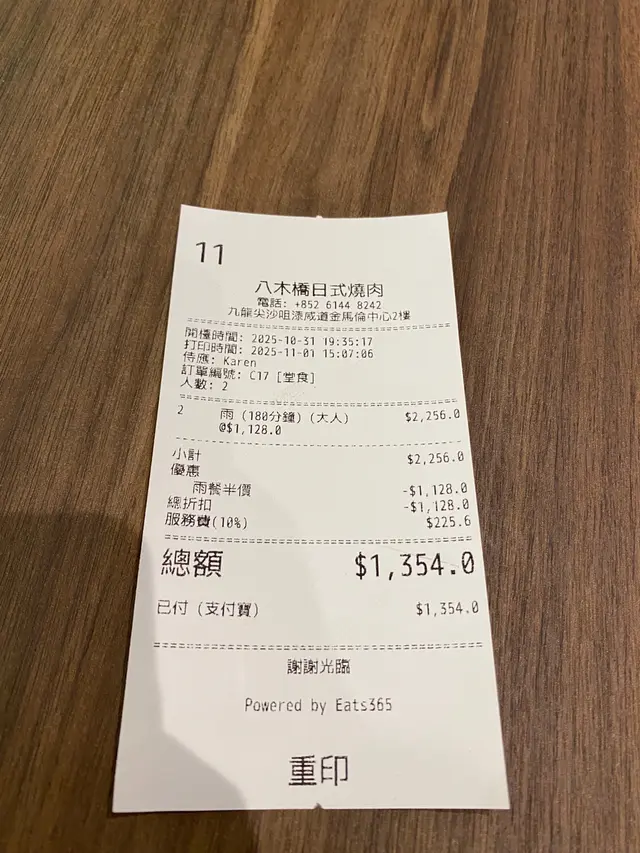 11
八木橋日式燒肉
電話: +852 6144 8242
九龍尖沙咀漆咸道金馬倫中心2樓
開檯時間: 2025-10-31 19:35:17
打印時間: 2025-11-01 15:07:06
侍應: Karen
訂單編號: C17 [堂食]
人數: 2
2 雨 (180分鐘) (大人) $2,256.0
@$1,128.0
小計 $2,256.0
優惠
雨餐半價 -$1,128.0
總折扣 -$1,128.0
服務費(10%) $225.6
總額 $1,354.0
已付 (支付寶) $1,354.0
謝謝光臨
Powered by Eats365
重印